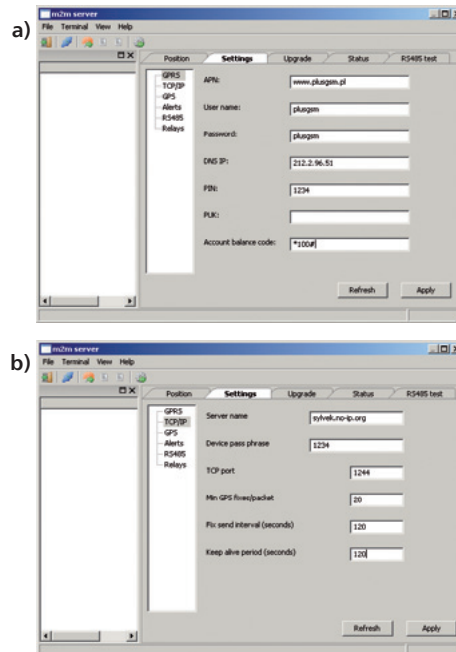 a)
m2m server
File Terminal View Help
Position Settings Upgrade Status RS485 test
GPRS
TCP/IP
GPS
Alerts
RS485
Relays
APN: www.plusgsm.pl
User name: plusgsm
Password: plusgsm
DNS IP: 212.2.96.51
PIN: 1234
PUK:
Account balance code: *100#
Refresh Apply
b)
m2m server
File Terminal View Help
Position Settings Upgrade Status RS485 test
GPRS
TCP/IP
GPS
Alerts
RS485
Relays
Server name sylvek.no-ip.org
Device pass phrase 1234
TCP port 1244
Min GPS fixes/packet 20
Fix send interval (seconds) 120
Keep alive period (seconds) 120
Refresh Apply